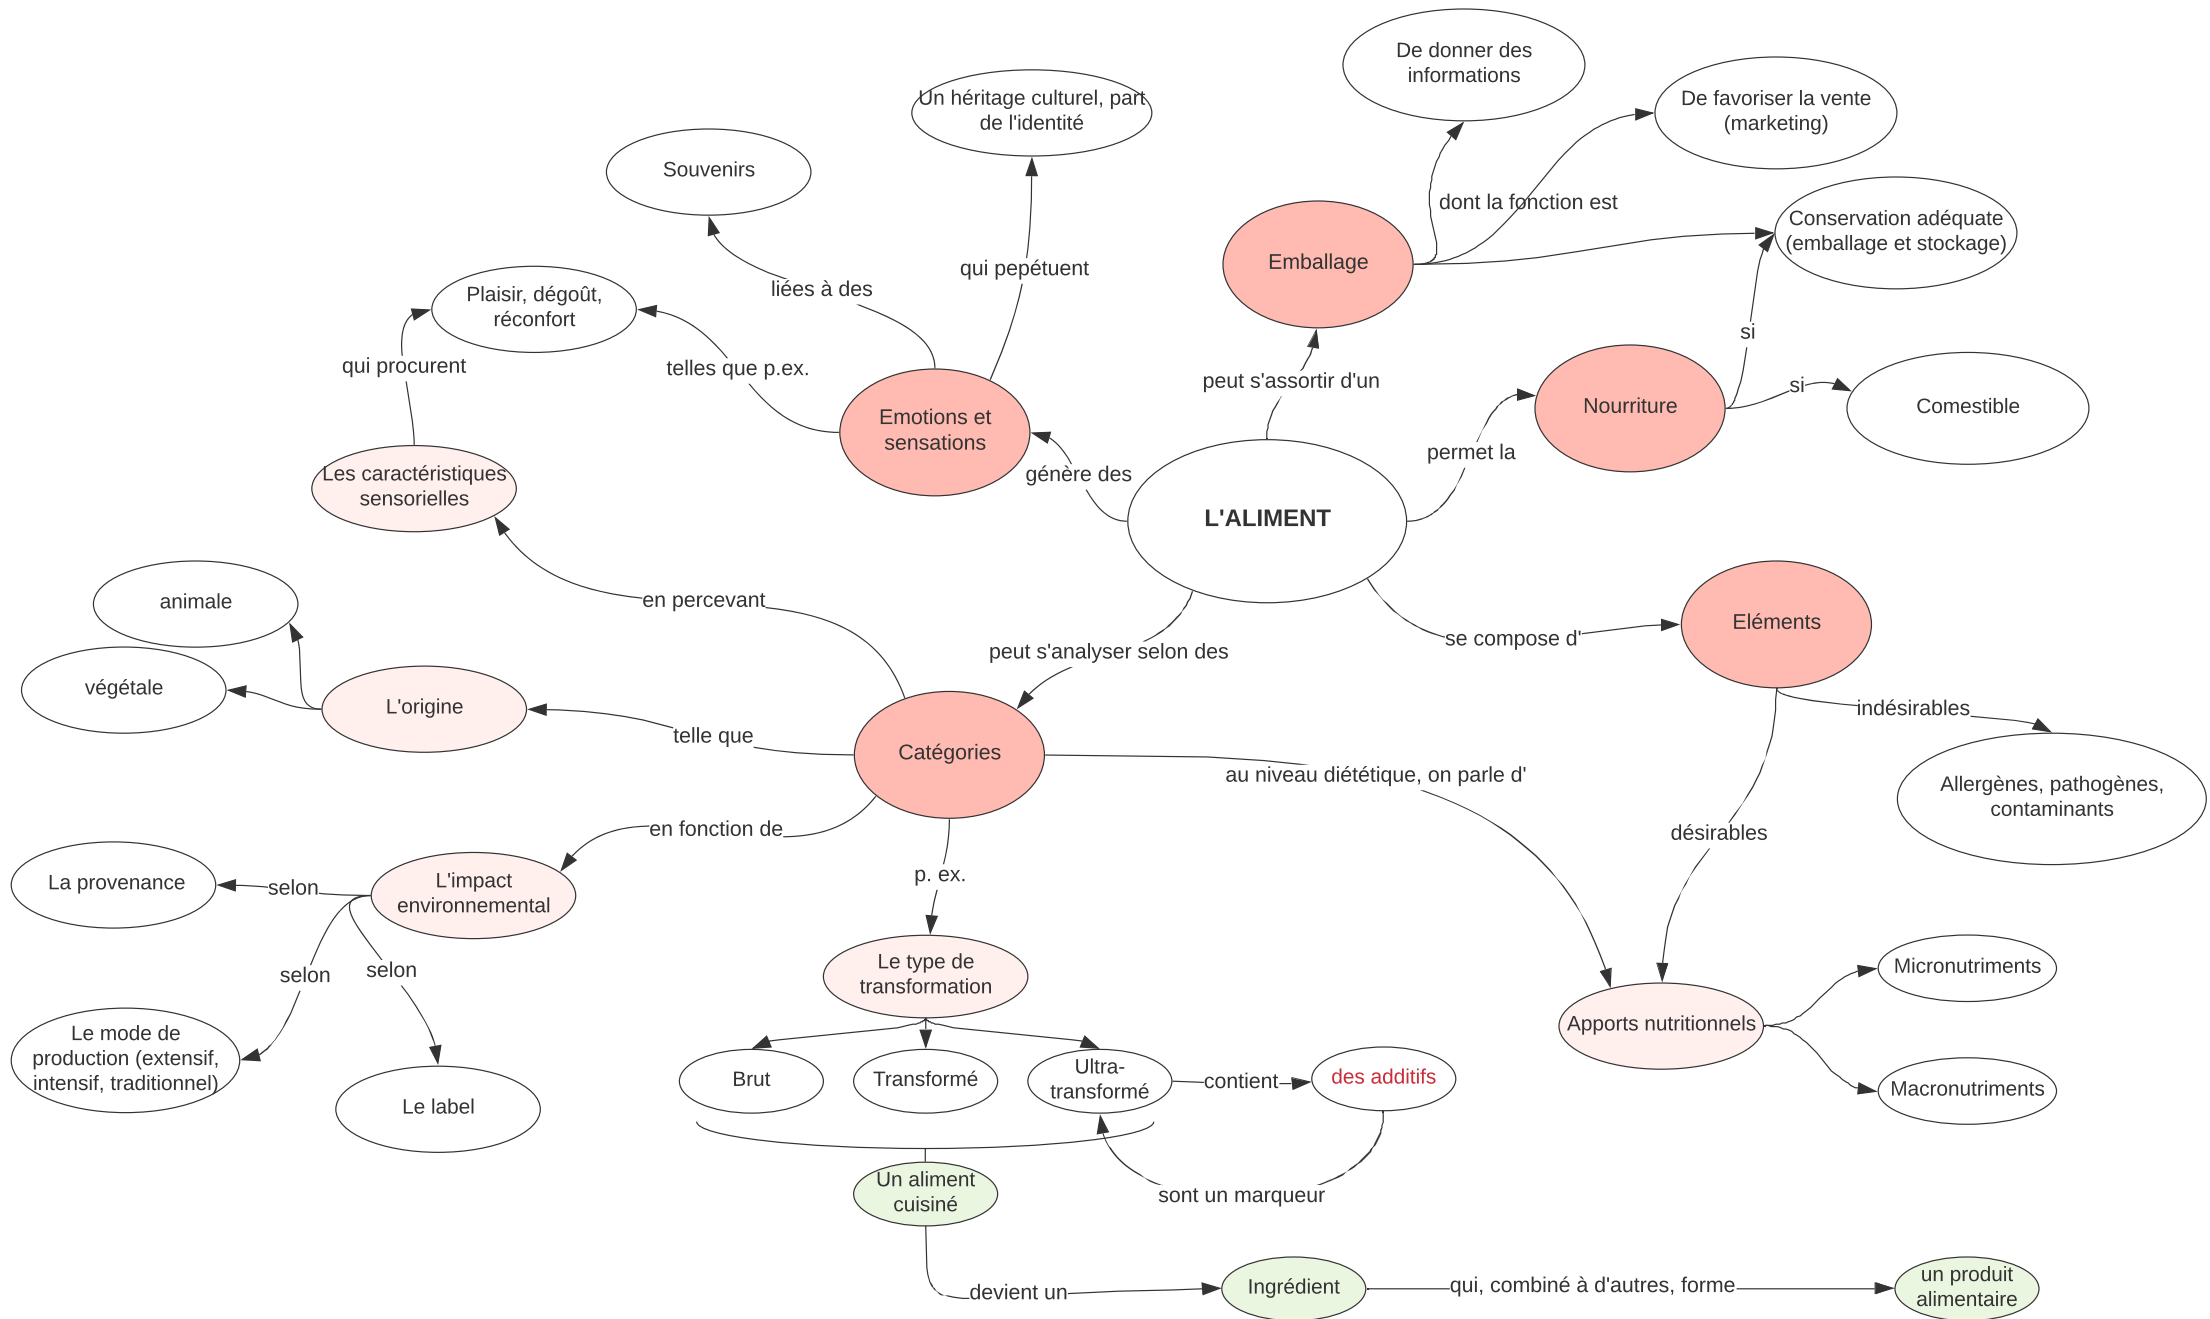 De donner des
informations
De favoriser la vente
(marketing)
Un héritage culturel, part
de l'identité
Souvenirs
dont la fonction est
Conservation adéquate
(emballage et stockage)
Emballage
qui pepétuent
liées à des
Plaisir, dégoût,
réconfort
si
qui procurent
telles que p.ex.
peut s'assortir d'un
si
Comestible
Nourriture
Emotions et
sensations
permet la
génère des
Les caractéristiques
sensorielles
L'ALIMENT
animale
en percevant
Eléments
se compose d'
peut s'analyser selon des
végétale
L'origine
telle que
indésirables
Catégories
au niveau diététique, on parle d'
Allergènes, pathogènes,
contaminants
en fonction de
désirables
La provenance
selon
L'impact
environnemental
p. ex.
selon
selon
Le type de
transformation
Micronutriments
Apports nutritionnels
Le mode de
production (extensif,
intensif, traditionnel)
Le label
Brut
Transformé
Ultra-
transformé
contient
des additifs
Macronutriments
Un aliment
cuisiné
sont un marqueur
devient un
Ingrédient
qui, combiné à d'autres, forme
un produit
alimentaire